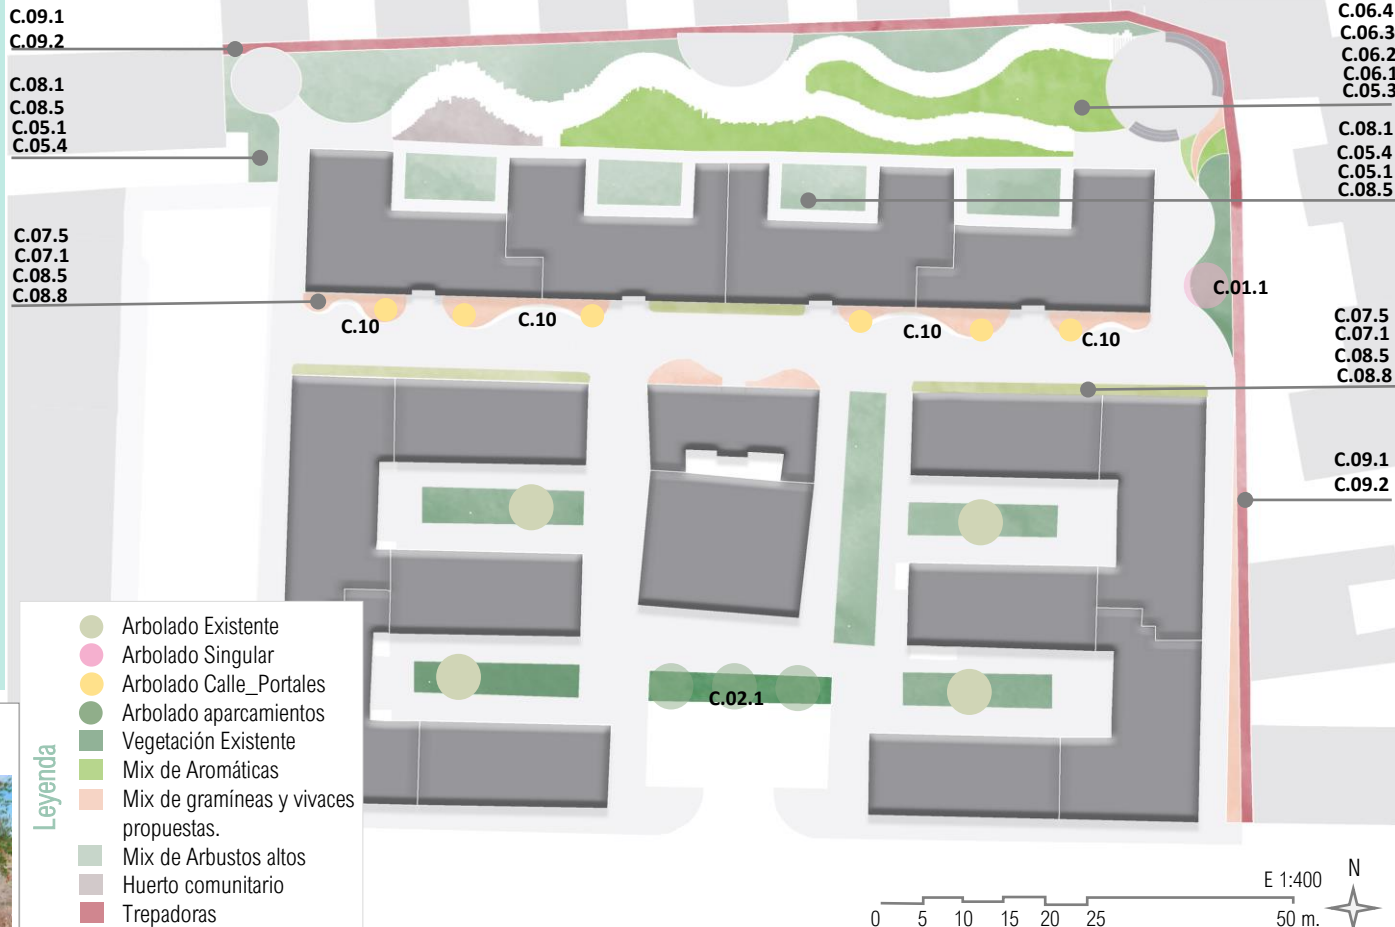 C.09.1
C.09.2
C.08.1
C.08.5
C.05.1
C.05.4
C.07.5
C.07.1
C.08.5
C.08.8
C.06.4
C.06.3
C.06.2
C.06.1
C.05.3
C.08.1
C.05.4
C.05.1
C.08.5
C.01.1
C.07.5
C.07.1
C.08.5
C.08.8
C.09.1
C.09.2
C.10
C.10
C.10
C.10
C.02.1
Leyenda
Arbolado Existente
Arbolado Singular
Arbolado Calle_Portales
Arbolado aparcamientos
Vegetación Existente
Mix de Aromáticas
Mix de gramíneas y vivaces
propuestas.
Mix de Arbustos altos
Huerto comunitario
Trepadoras
E 1:400
N
0 5 10 15 20 25 50 m.